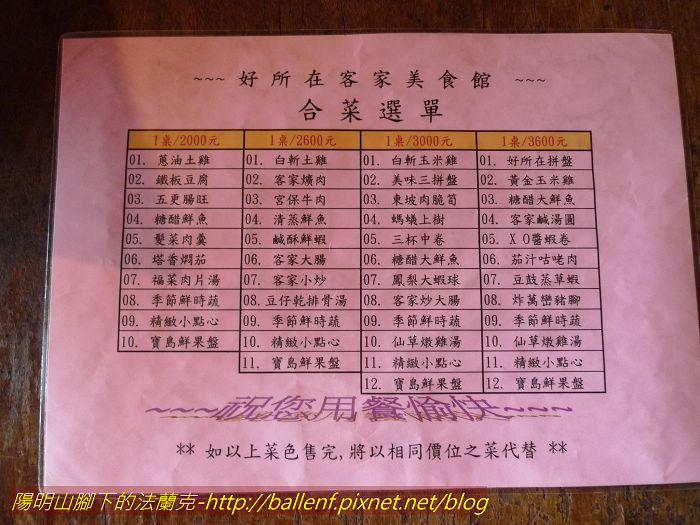 ~~~ 好所在客家美食館 ~~~
合菜選單
1桌/2000元
01. 蔥油土雞
02. 鐵板豆腐
03. 五更腸旺
04. 糖醋鮮魚
05. 髮菜肉羹
06. 塔香燜茄
07. 福菜肉片湯
08. 季節鮮時蔬
09. 精緻小點心
10. 寶島鮮果盤
1桌/2600元
01. 白斬土雞
02. 客家爌肉
03. 宮保牛肉
04. 清蒸鮮魚
05. 鹹酥鮮蝦
06. 客家大腸
07. 客家小炒
08. 豆仔乾排骨湯
09. 季節鮮時蔬
10. 精緻小點心
11. 寶島鮮果盤
1桌/3000元
01. 白斬玉米雞
02. 美味三拼盤
03. 東坡肉脆筍
04. 螞蟻上樹
05. 三杯中卷
06. 糖醋大鮮魚
07. 鳳梨大蝦球
08. 客家炒大腸
09. 季節鮮時蔬
10. 仙草燉雞湯
11. 精緻小點心
12. 寶島鮮果盤
1桌/3600元
01. 好所在拼盤
02. 黃金玉米雞
03. 糖醋大鮮魚
04. 客家鹹湯圓
05. X O醬蝦卷
06. 茄汁咕咾肉
07. 豆鼓蒸草蝦
08. 炸萬巒豬腳
09. 季節鮮時蔬
10. 仙草燉雞湯
11. 精緻小點心
12. 寶島鮮果盤
~~~祝您用餐愉快~~~~
** 如以上菜色售完,將以相同價位之菜代替 **
陽明山腳下的法蘭克-http://ballenf.pixnet.net/blog